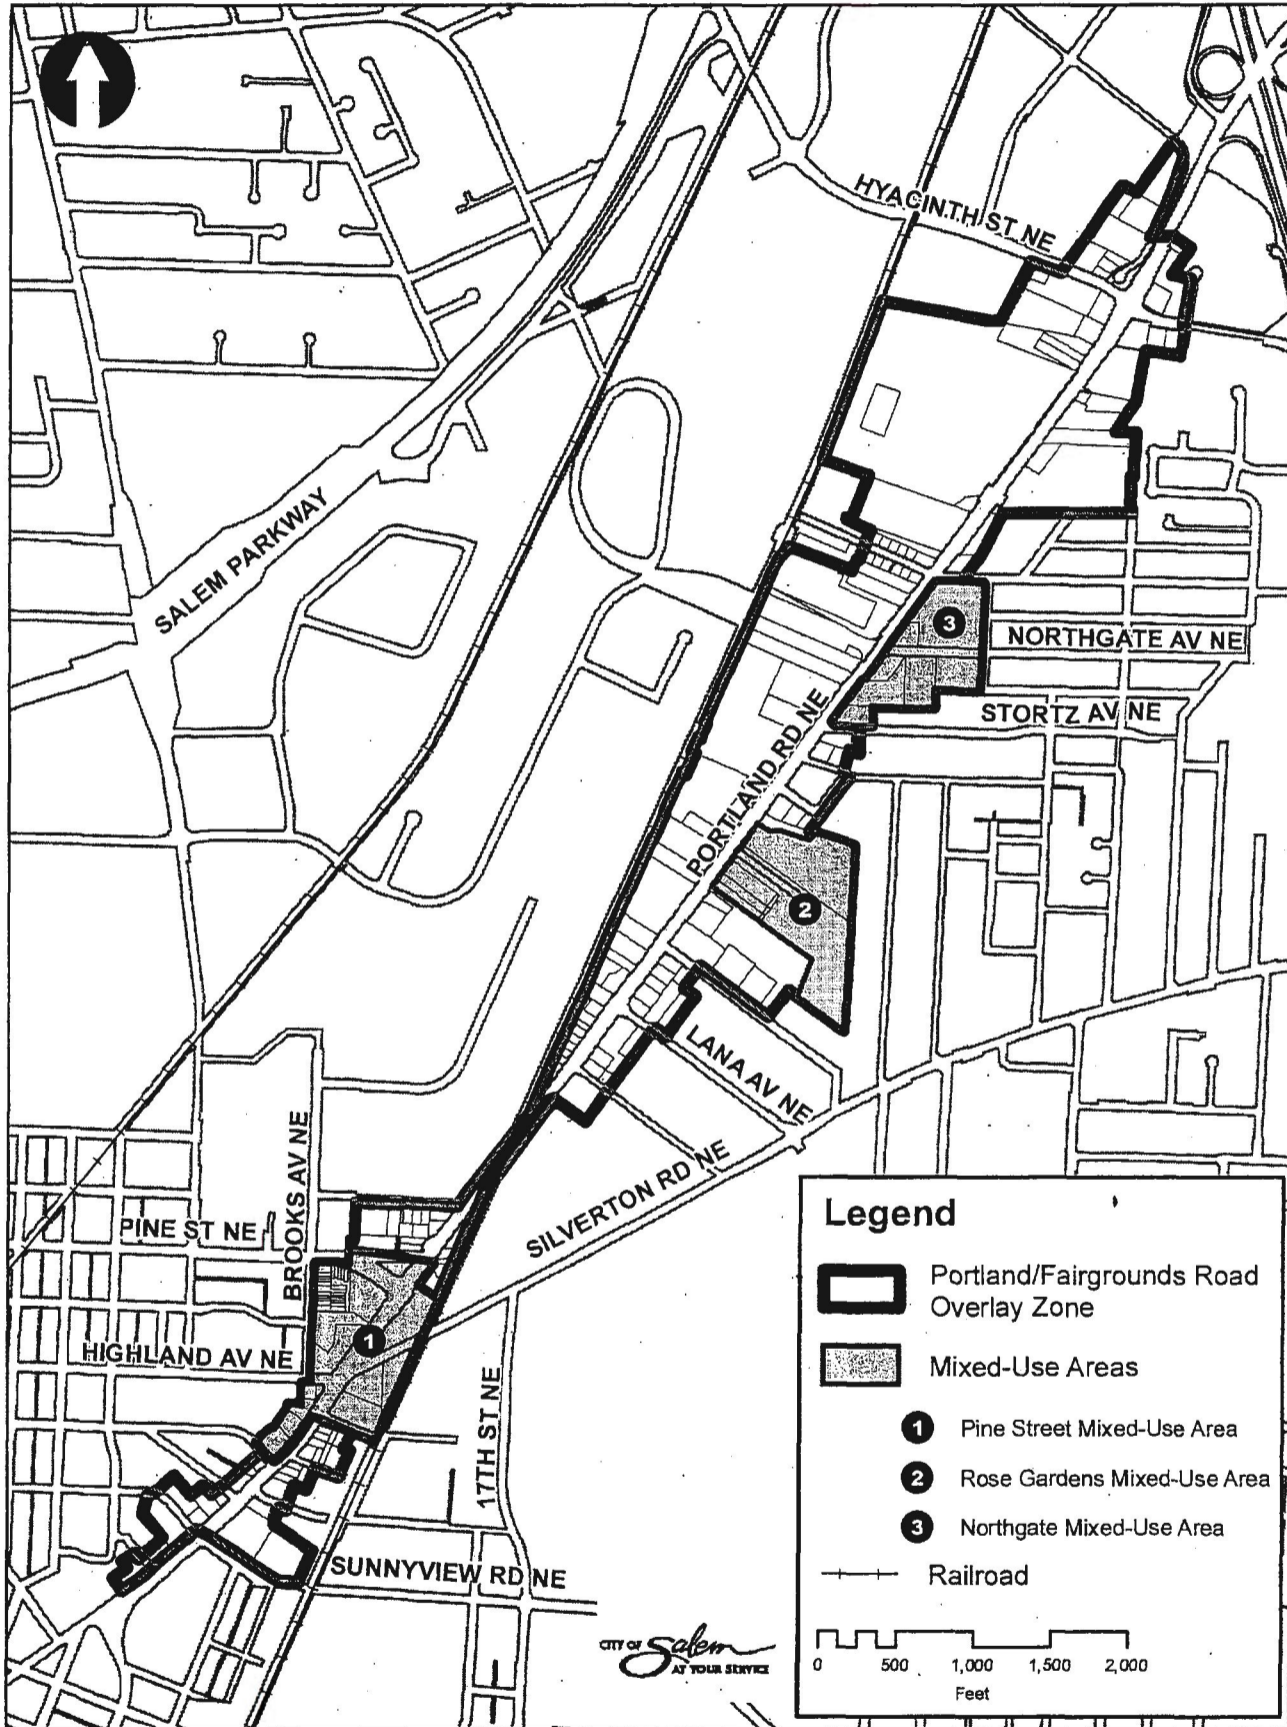 HYACINTH ST NE
SALEM PARKWAY
3
NORTHGATE AV NE
STORTZ AV NE
PORTLAND RD NE
2
LANA AV NE
BROOKS AV NE
PINE ST NE
SILVERTON RD NE
1
HIGHLAND AV NE
17TH ST NE
SUNNYVIEW RD NE
Legend
Portland/Fairgrounds Road
Overlay Zone
Mixed-Use Areas
1 Pine Street Mixed-Use Area
2 Rose Gardens Mixed-Use Area
3 Northgate Mixed-Use Area
Railroad
0 500 1,000 1,500 2,000
Feet
CITY OF Salem
AT YOUR SERVICE